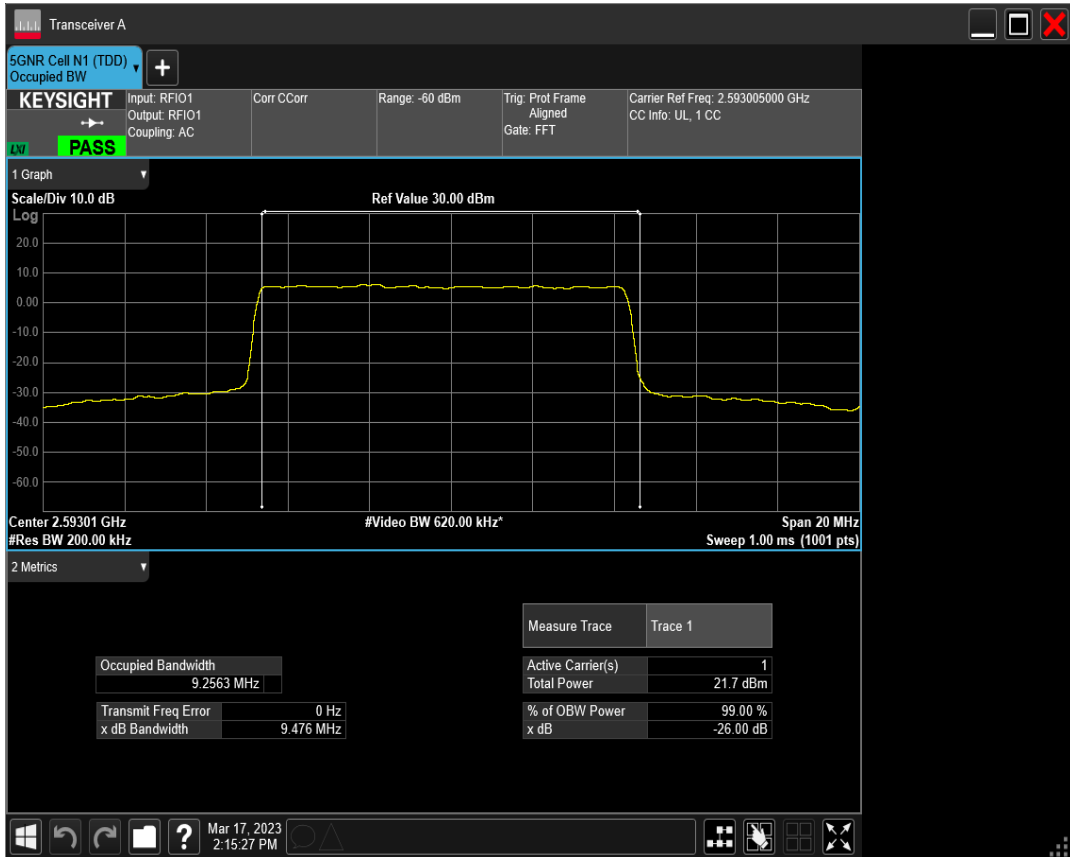 Transceiver A
5GNR Cell N1 (TDD)
Occupied BW
+
KEYSIGHT
LXI
PASS
Input: RFIO1
Output: RFIO1
Coupling: AC
Corr CCorr
Range: -60 dBm
Trig: Prot Frame
Aligned
Gate: FFT
Carrier Ref Freq: 2.593005000 GHz
CC Info: UL, 1 CC
1 Graph
Scale/Div 10.0 dB
Ref Value 30.00 dBm
Log
20.0
10.0
0.00
-10.0
-20.0
-30.0
-40.0
-50.0
-60.0
Center 2.59301 GHz
#Video BW 620.00 kHz*
Span 20 MHz
#Res BW 200.00 kHz
Sweep 1.00 ms (1001 pts)
2 Metrics
Measure Trace Trace 1
Occupied Bandwidth
9.2563 MHz
Active Carrier(s) 1
Total Power 21.7 dBm
Transmit Freq Error 0 Hz
x dB Bandwidth 9.476 MHz
% of OBW Power 99.00 %
x dB -26.00 dB
?
Mar 17, 2023
2:15:27 PM